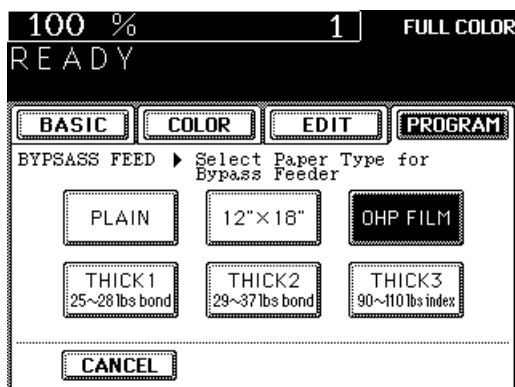 100 % 1 FULL COLOR
READY
BASIC COLOR EDIT PROGRAM
BYPSASS FEED ▶ Select Paper Type for
Bypass Feeder
PLAIN 12"×18" OHP FILM
THICK1 THICK2 THICK3
25~28 lbs bond 29~37 lbs bond 90~110 lbs index
CANCEL